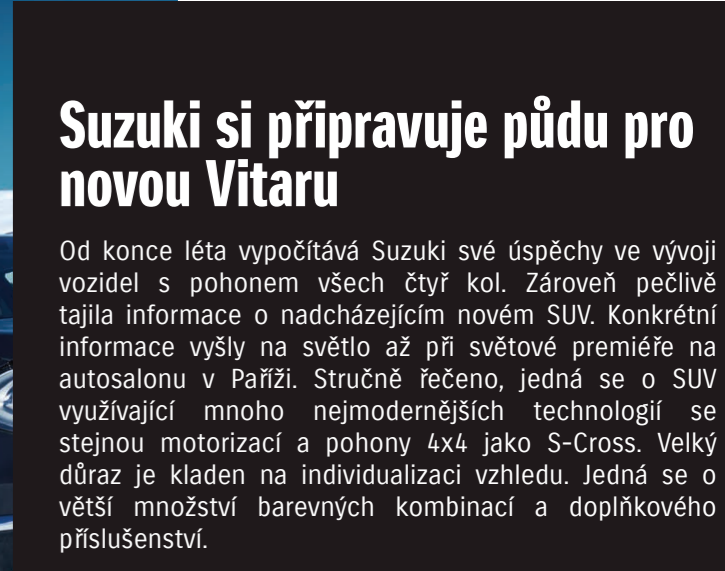 Suzuki si připravuje půdu pro
novou Vitaru
Od konce léta vypočítává Suzuki své úspěchy ve vývoji
vozidel s pohonem všech čtyř kol. Zároveň pečlivě
tajila informace o nadcházejícím novém SUV. Konkrétní
informace vyšly na světlo až při světové premiéře na
autosalonu v Paříži. Stručně řečeno, jedná se o SUV
využívající mnoho nejmodernějších technologií se
stejnou motorizací a pohony 4x4 jako S-Cross. Velký
důraz je kladen na individualizaci vzhledu. Jedná se o
větší množství barevných kombinací a doplňkového
příslušenství.